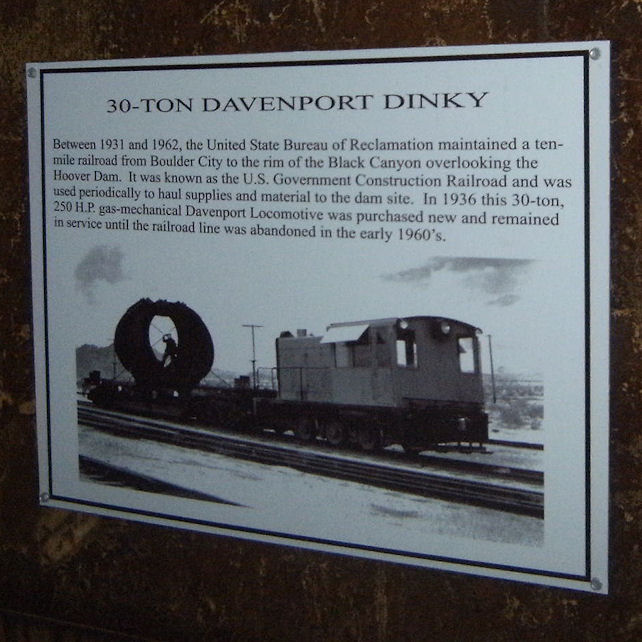 30-TON DAVENPORT DINKY
Between 1931 and 1962, the United State Bureau of Reclamation maintained a ten-
mile railroad from Boulder City to the rim of the Black Canyon overlooking the
Hoover Dam.  It was known as the U.S. Government Construction Railroad and was
used periodically to haul supplies and material to the dam site.  In 1936 this 30-ton,
250 H.P. gas-mechanical Davenport Locomotive was purchased new and remained
in service until the railroad line was abandoned in the early 1960's.